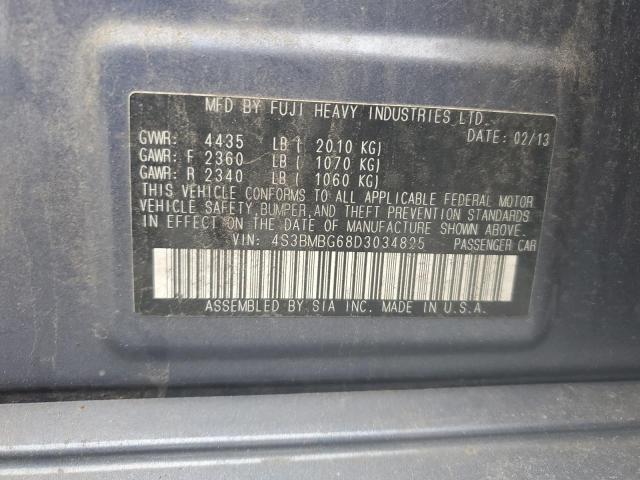 MFD BY FUJI HEAVY INDUSTRIES LTD.
DATE: 02/13
GVWR: 4435 LB ( 2010 KG)
GAWR: F 2360 LB ( 1070 KG)
GAWR: R 2340 LB ( 1060 KG)
THIS VEHICLE CONFORMS TO ALL APPLICABLE FEDERAL MOTOR
VEHICLE SAFETY, BUMPER, AND THEFT PREVENTION STANDARDS
IN EFFECT ON THE DATE OF MANUFACTURE SHOWN ABOVE.
VIN: 4S3BMBG68D3034825 PASSENGER CAR
ASSEMBLED BY SIA INC. MADE IN U.S.A.